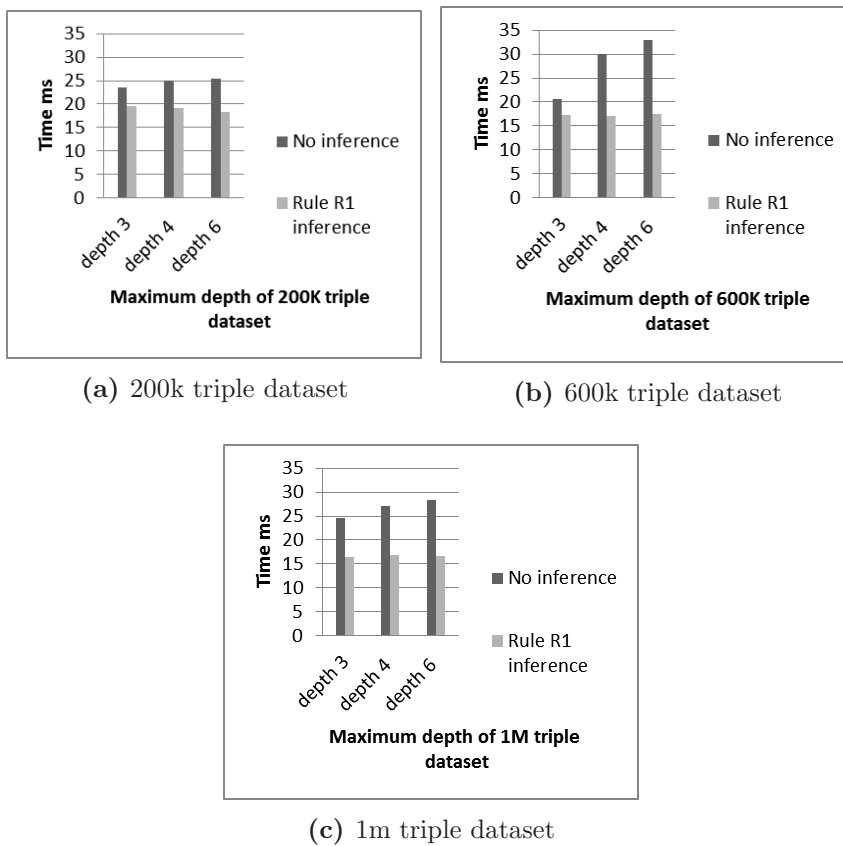 35
30
25
20
15
10
5
0
Time ms
depth 3
depth 4
depth 6
No inference
Rule R1
inference
Maximum depth of 200K triple
dataset
(a) 200k triple dataset
35
30
25
20
15
10
5
0
Time ms
depth 3
depth 4
depth 6
No inference
Rule R1
inference
Maximum depth of 600K triple
dataset
(b) 600k triple dataset
35
30
25
20
15
10
5
0
Time ms
depth 3
depth 4
depth 6
No inference
Rule R1
inference
Maximum depth of 1M triple
dataset
(c) 1m triple dataset